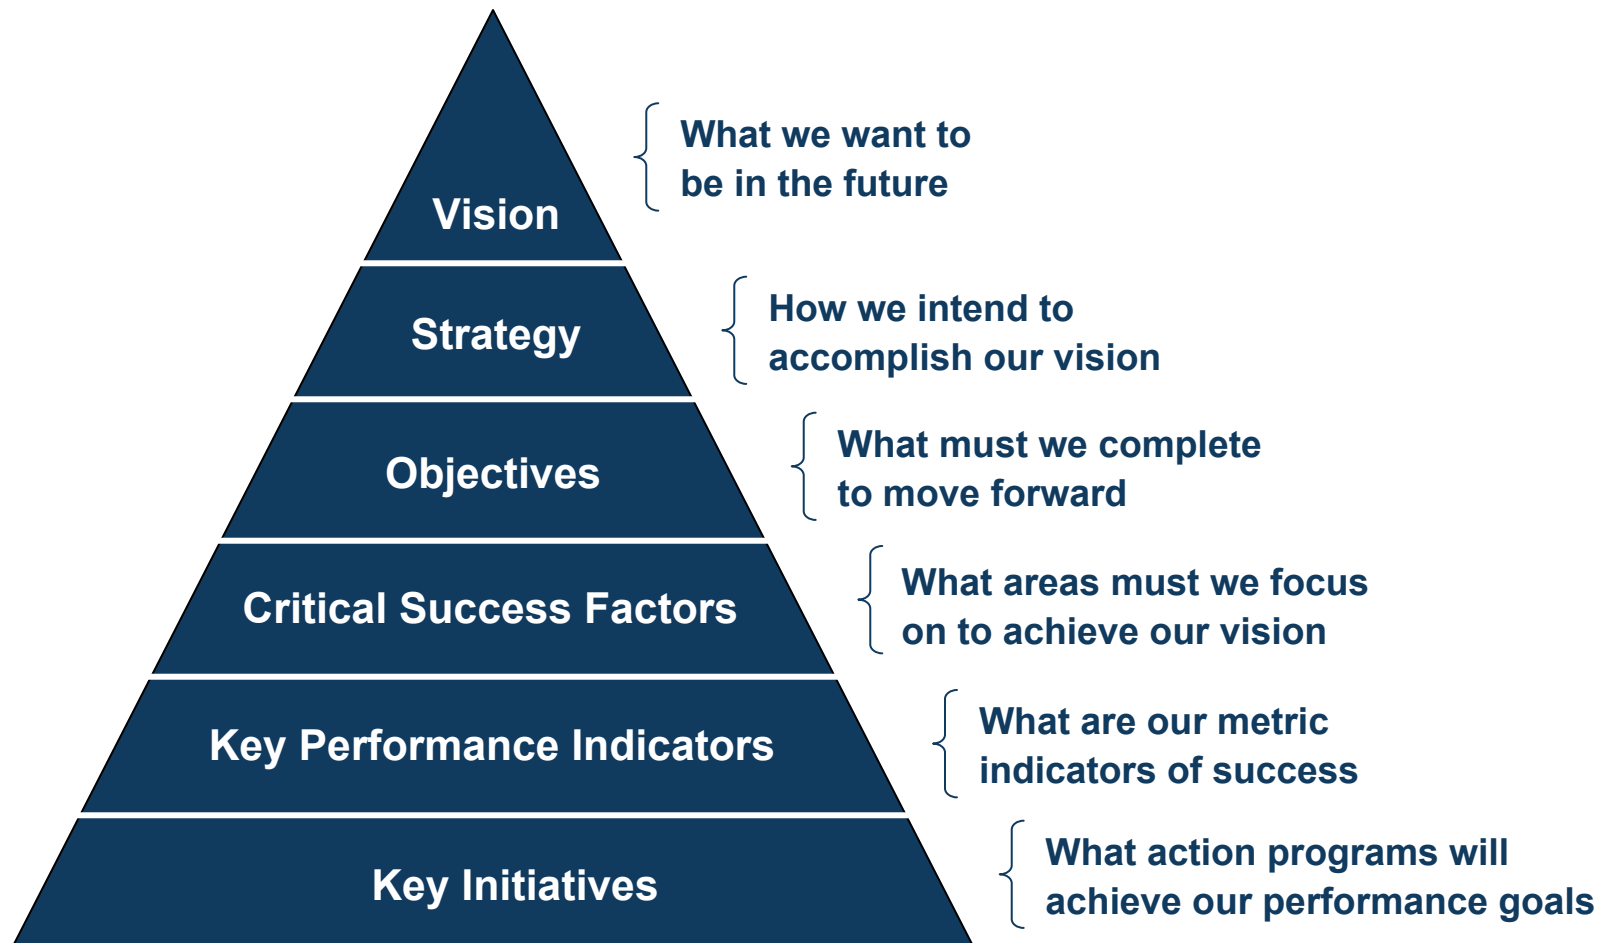 Vision
What we want to
be in the future
Strategy
How we intend to
accomplish our vision
Objectives
What must we complete
to move forward
Critical Success Factors
What areas must we focus
on to achieve our vision
Key Performance Indicators
What are our metric
indicators of success
Key Initiatives
What action programs will
achieve our performance goals